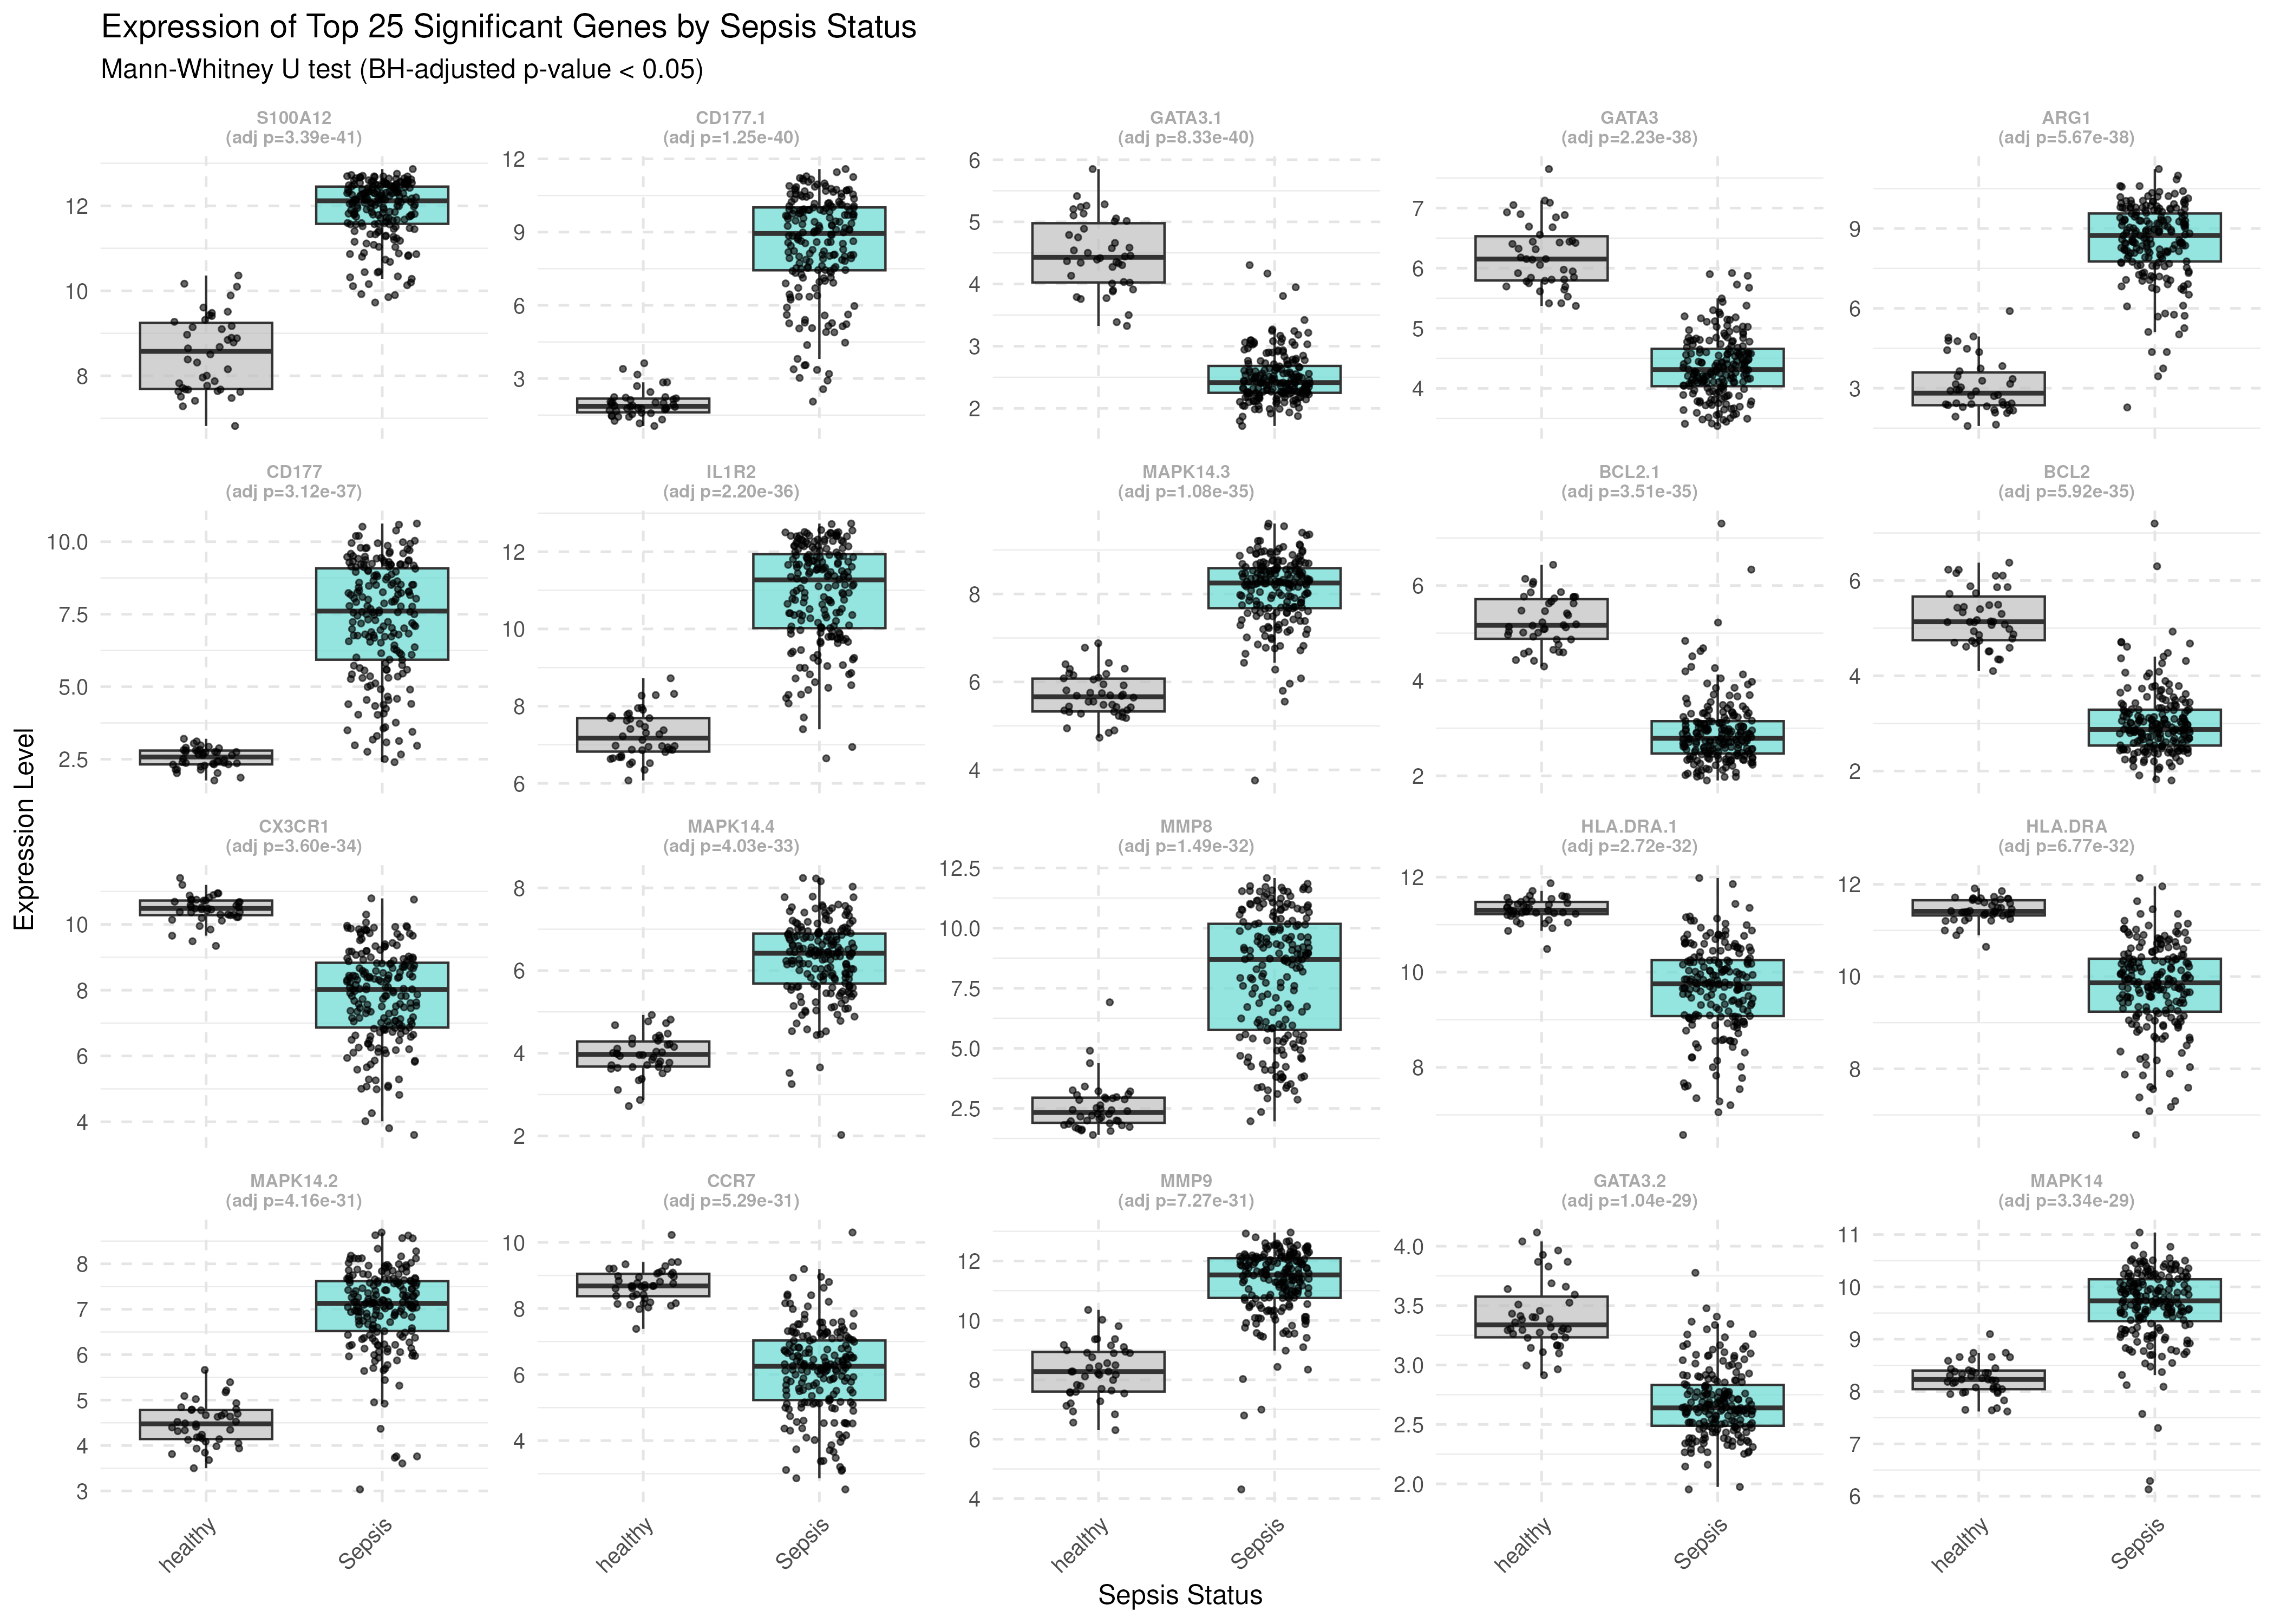 Expression of Top 25 Significant Genes by Sepsis Status
Mann-Whitney U test (BH-adjusted p-value < 0.05)
S100A12
(adj p=3.39e-41)
CD177.1
(adj p=1.25e-40)
GATA3.1
(adj p=8.33e-40)
GATA3
(adj p=2.23e-38)
ARG1
(adj p=5.67e-38)
12
10
8
12
9
6
3
6
5
4
3
2
7
6
5
4
9
6
3
CD177
(adj p=3.12e-37)
IL1R2
(adj p=2.20e-36)
MAPK14.3
(adj p=1.08e-35)
BCL2.1
(adj p=3.51e-35)
BCL2
(adj p=5.92e-35)
10.0
7.5
5.0
2.5
12
10
8
6
8
6
4
6
4
2
6
4
2
CX3CR1
(adj p=3.60e-34)
MAPK14.4
(adj p=4.03e-33)
MMP8
(adj p=1.49e-32)
HLA.DRA.1
(adj p=2.72e-32)
HLA.DRA
(adj p=6.77e-32)
10
8
6
4
8
6
4
2
12.5
10.0
7.5
5.0
2.5
12
10
8
12
10
8
MAPK14.2
(adj p=4.16e-31)
CCR7
(adj p=5.29e-31)
MMP9
(adj p=7.27e-31)
GATA3.2
(adj p=1.04e-29)
MAPK14
(adj p=3.34e-29)
8
7
6
5
4
3
10
8
6
4
12
10
8
6
4
4.0
3.5
3.0
2.5
2.0
11
10
9
8
7
6
healthy
Sepsis
healthy
Sepsis
healthy
Sepsis
healthy
Sepsis
healthy
Sepsis
Expression Level
Sepsis Status